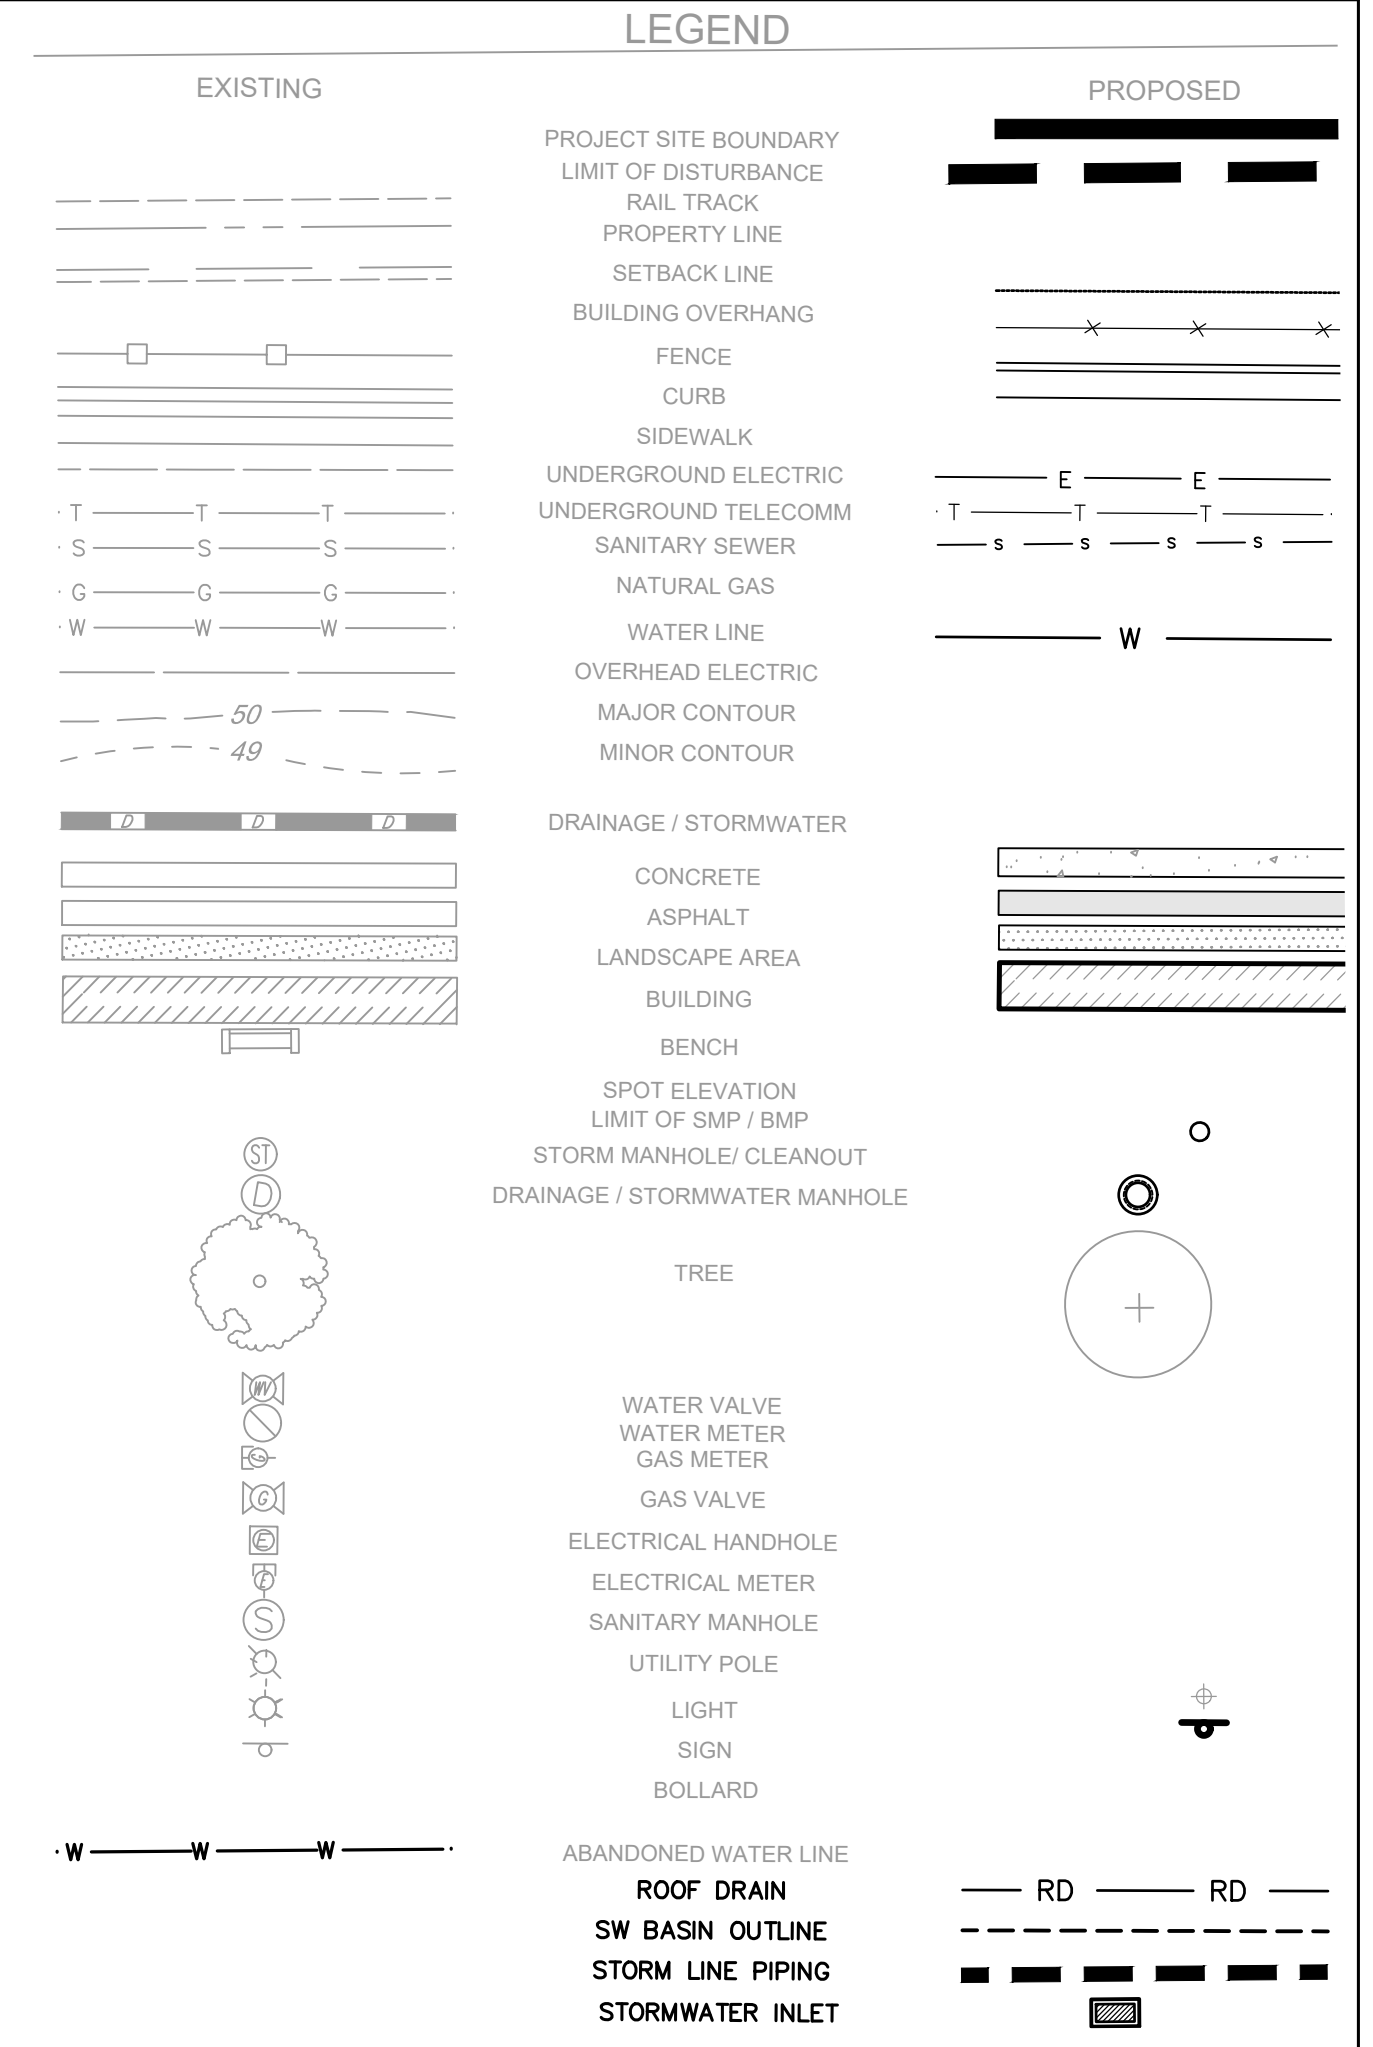 LEGEND
EXISTING
PROPOSED
PROJECT SITE BOUNDARY
LIMIT OF DISTURBANCE
RAIL TRACK
PROPERTY LINE
SETBACK LINE
BUILDING OVERHANG
FENCE
CURB
SIDEWALK
UNDERGROUND ELECTRIC E E
T T T UNDERGROUND TELECOMM T T T
S S S SANITARY SEWER S S S S
G G G NATURAL GAS
W W W WATER LINE W
OVERHEAD ELECTRIC
50 MAJOR CONTOUR
49 MINOR CONTOUR
D D D DRAINAGE / STORMWATER
CONCRETE
ASPHALT
LANDSCAPE AREA
BUILDING
BENCH
SPOT ELEVATION
LIMIT OF SMP / BMP
ST STORM MANHOLE/ CLEANOUT
D DRAINAGE / STORMWATER MANHOLE
TREE
WV WATER VALVE
WATER METER
G GAS METER
G GAS VALVE
E ELECTRICAL HANDHOLE
E ELECTRICAL METER
S SANITARY MANHOLE
UTILITY POLE
LIGHT
SIGN
BOLLARD
W W W ABANDONED WATER LINE
ROOF DRAIN RD RD
SW BASIN OUTLINE
STORM LINE PIPING
STORMWATER INLET